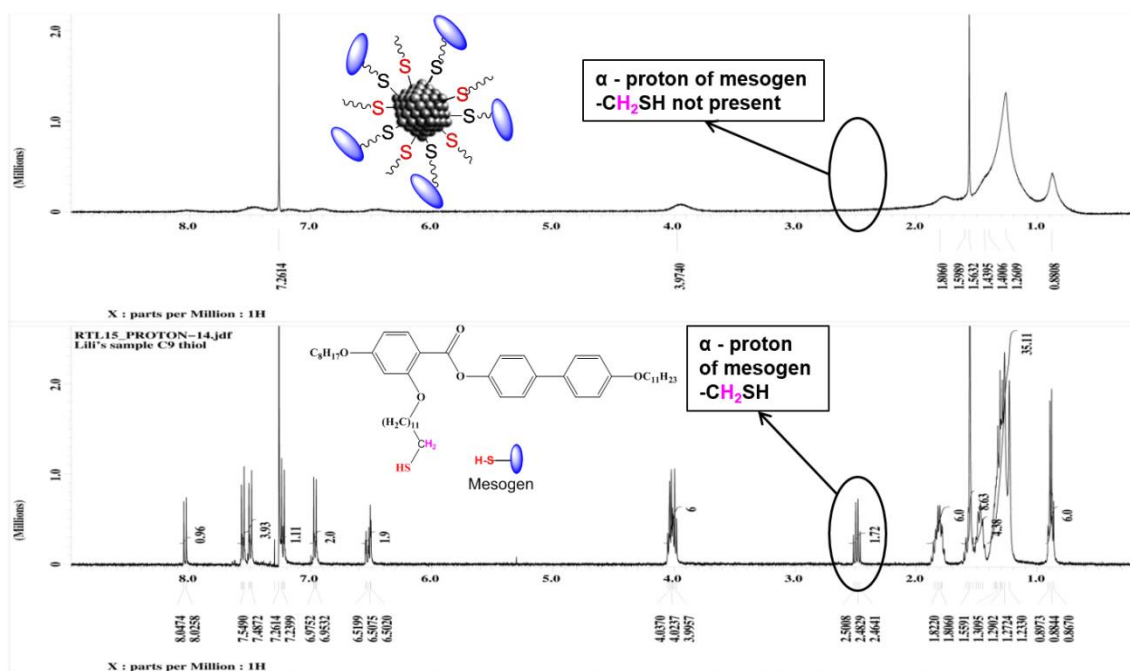 2.0
1.0
0
(Millions)
S S S S S S S S S S
α - proton of mesogen
-CH₂SH not present
8.0 7.0 6.0 5.0 4.0 3.0 2.0 1.0
7.2614 3.9740 1.8060 1.5989 1.5632 1.4395 1.4006 1.2609 0.8808
X : parts per Million : 1H
RTL15_PROTON-14.jdf
Lili's sample C9 thiol
2.0
1.0
0
(Millions)
C₈H₁₇O
O
O
O
OC₁₁H₂₃
(H₂C)₁₁
CH₂
HS
H-S
Mesogen
α - proton
of mesogen
-CH₂SH
0.96 3.93 1.11 2.0 1.9 6 1.72 6.0 8.63 4.38 35.11 6.0
8.0 7.0 6.0 5.0 4.0 3.0 2.0 1.0
8.0474 8.0258 7.5490 7.4872 7.2614 7.2399 6.9752 6.9532 6.5199 6.5075 6.5020 4.0370 4.0237 3.9957 2.5008 2.4829 2.4641 1.8220 1.8060 1.5591 1.3095 1.2902 1.2724 1.2330 0.8973 0.8844 0.8670
X : parts per Million : 1H